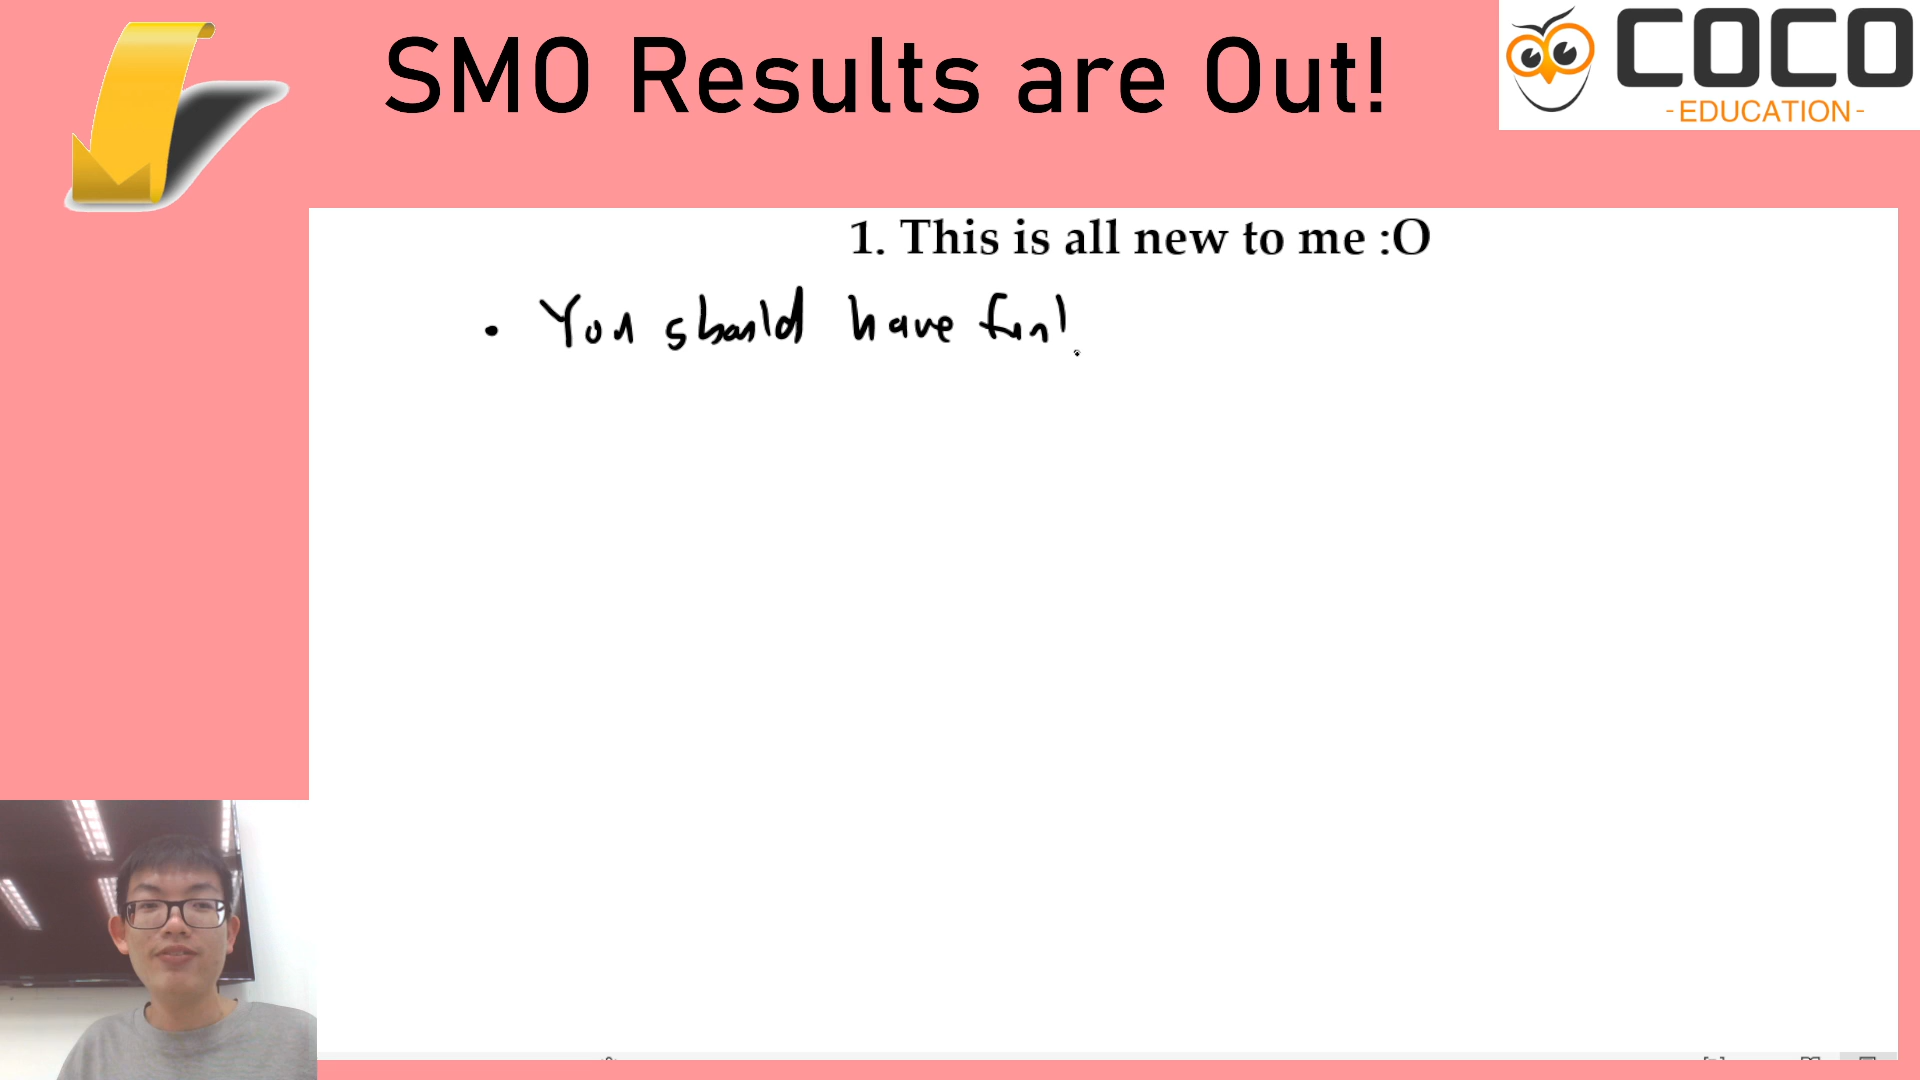 SMO Results are Out!
COCO
-EDUCATION-
1. This is all new to me :O
• You should have fun!